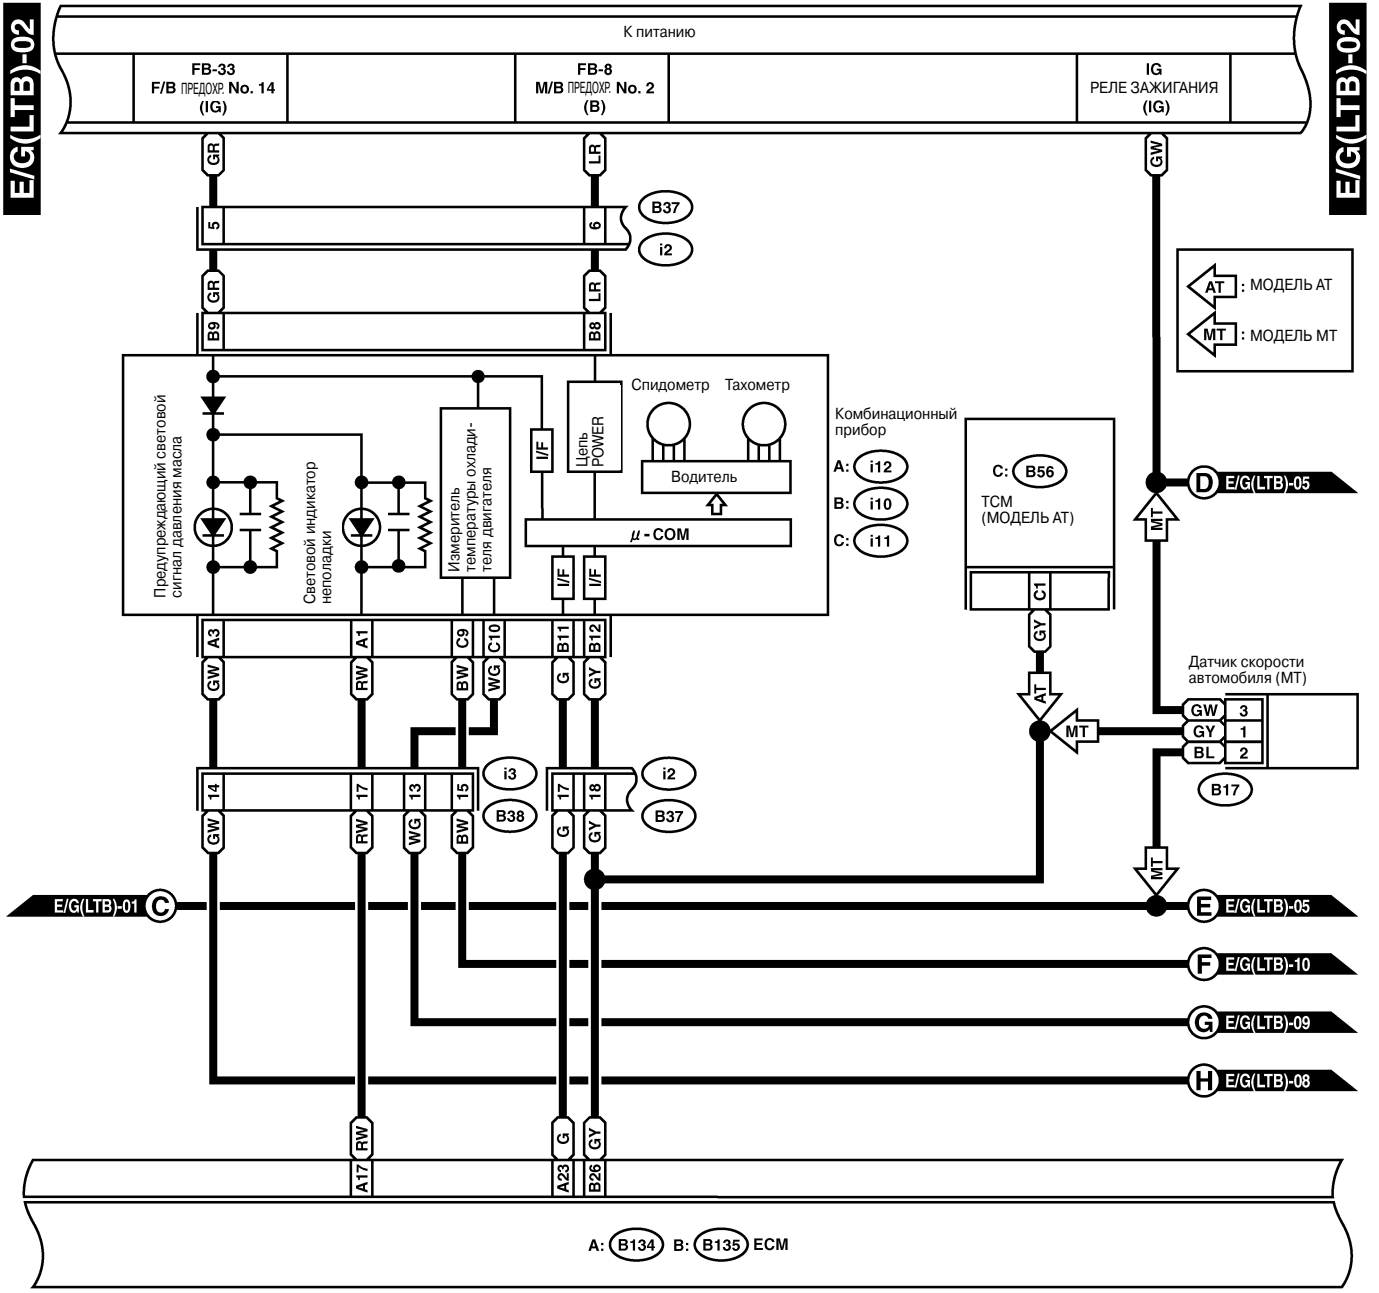 E/G(LTB)-02
E/G(LTB)-02
К питанию
FB-33
F/B ПРЕДОХР. No. 14
(IG)
FB-8
M/B ПРЕДОХР. No. 2
(B)
IG
РЕЛЕ ЗАЖИГАНИЯ
(IG)
GR
LR
GW
5
6
B37
i2
GR
LR
B9
B8
AT : МОДЕЛЬ AT
MT : МОДЕЛЬ MT
Предупреждающий световой
сигнал давления масла
Световой индикатор
неполадки
Измеритель
температуры охлади-
теля двигателя
I/F
Цепь
POWER
Спидометр
Тахометр
Водитель
μ - COM
I/F
I/F
Комбинационный
прибор
A: i12
B: i10
C: i11
C: B56
TCM
(МОДЕЛЬ AT)
C1
GY
AT
D E/G(LTB)-05
MT
A3
A1
C9
C10
B11
B12
GW
RW
BW
WG
G
GY
Датчик скорости
автомобиля (MT)
GW 3
GY 1
BL 2
MT
B17
14
17
13
15
i3
B38
17
18
i2
B37
GW
RW
WG
BW
G
GY
MT
E/G(LTB)-01 C
E E/G(LTB)-05
F E/G(LTB)-10
G E/G(LTB)-09
H E/G(LTB)-08
RW
G
GY
A17
A23
B26
A: B134 B: B135 ECM